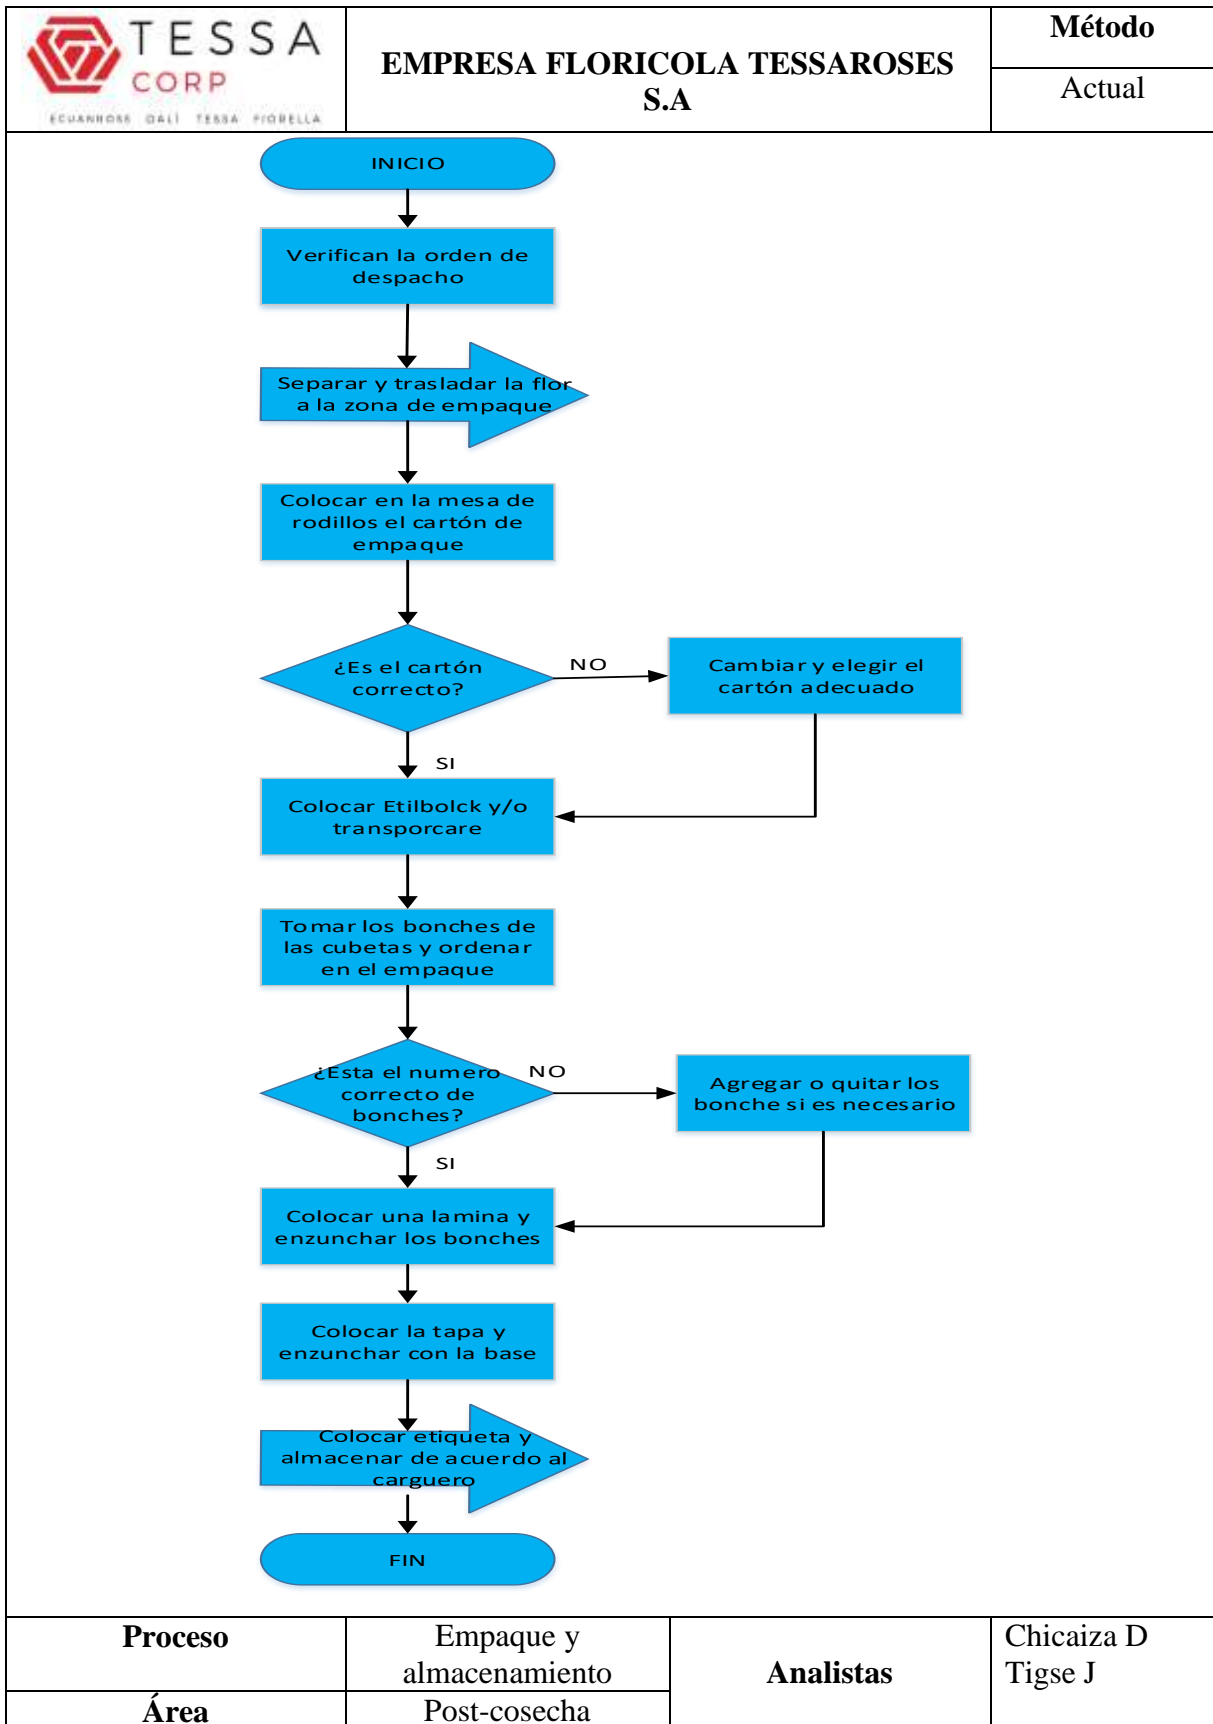 TESSA
CORP
ECUANROSS DALÍ TESSA FIORELLA
EMPRESA FLORICOLA TESSAROSES
S.A
Método
Actual
INICIO
Verifican la orden de
despacho
Separar y trasladar la flor
a la zona de empaque
Colocar en la mesa de
rodillos el cartón de
empaque
¿Es el cartón
correcto?
NO
Cambiar y elegir el
cartón adecuado
SI
Colocar Etilbolck y/o
transporcare
Tomar los bonches de
las cubetas y ordenar
en el empaque
¿Esta el numero
correcto de
bonches?
NO
Agregar o quitar los
bonche si es necesario
SI
Colocar una lamina y
enzunchar los bonches
Colocar la tapa y
enzunchar con la base
Colocar etiqueta y
almacenar de acuerdo al
carguero
FIN
Proceso
Empaque y
almacenamiento
Analistas
Chicaiza D
Tigse J
Área
Post-cosecha